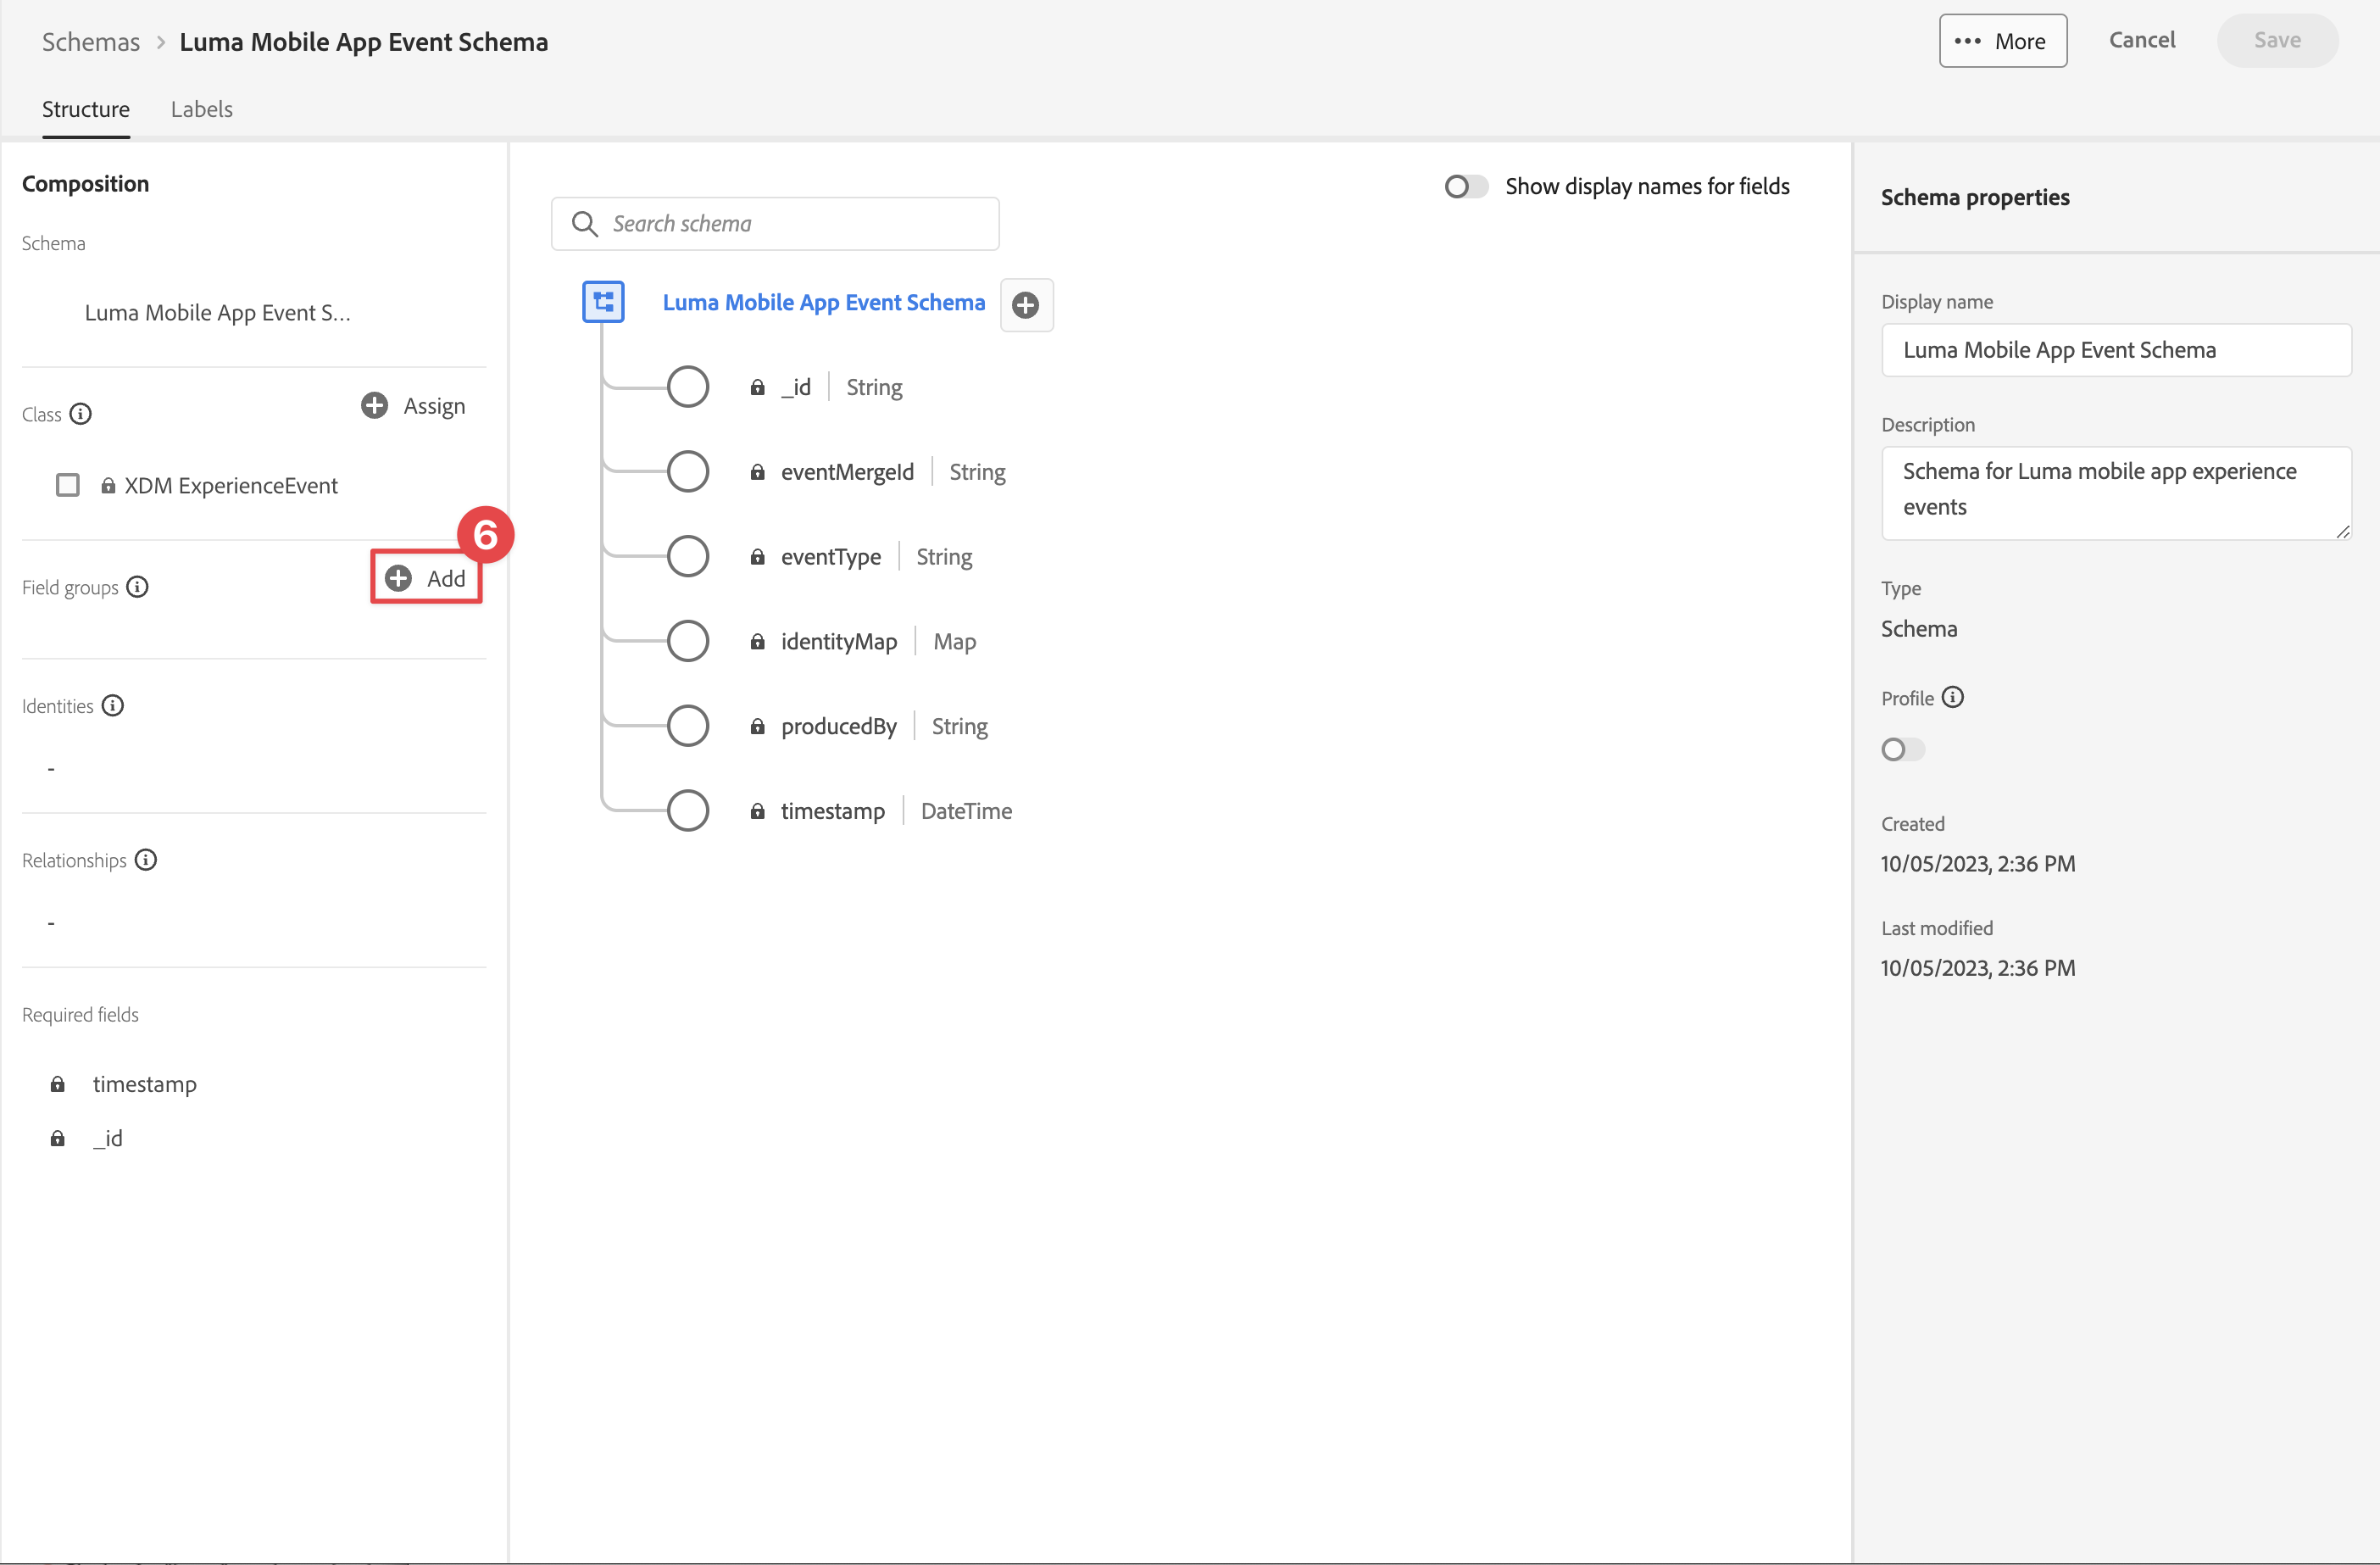 Schemas > Luma Mobile App Event Schema
More
Cancel
Save
Structure
Labels
Composition
Schema
Luma Mobile App Event S...
Class
Assign
XDM ExperienceEvent
6
Field groups
Add
Identities
-
Relationships
-
Required fields
timestamp
_id
Show display names for fields
Search schema
Luma Mobile App Event Schema
_id | String
eventMergeId | String
eventType | String
identityMap | Map
producedBy | String
timestamp | DateTime
Schema properties
Display name
Luma Mobile App Event Schema
Description
Schema for Luma mobile app experience
events
Type
Schema
Profile
Created
10/05/2023, 2:36 PM
Last modified
10/05/2023, 2:36 PM